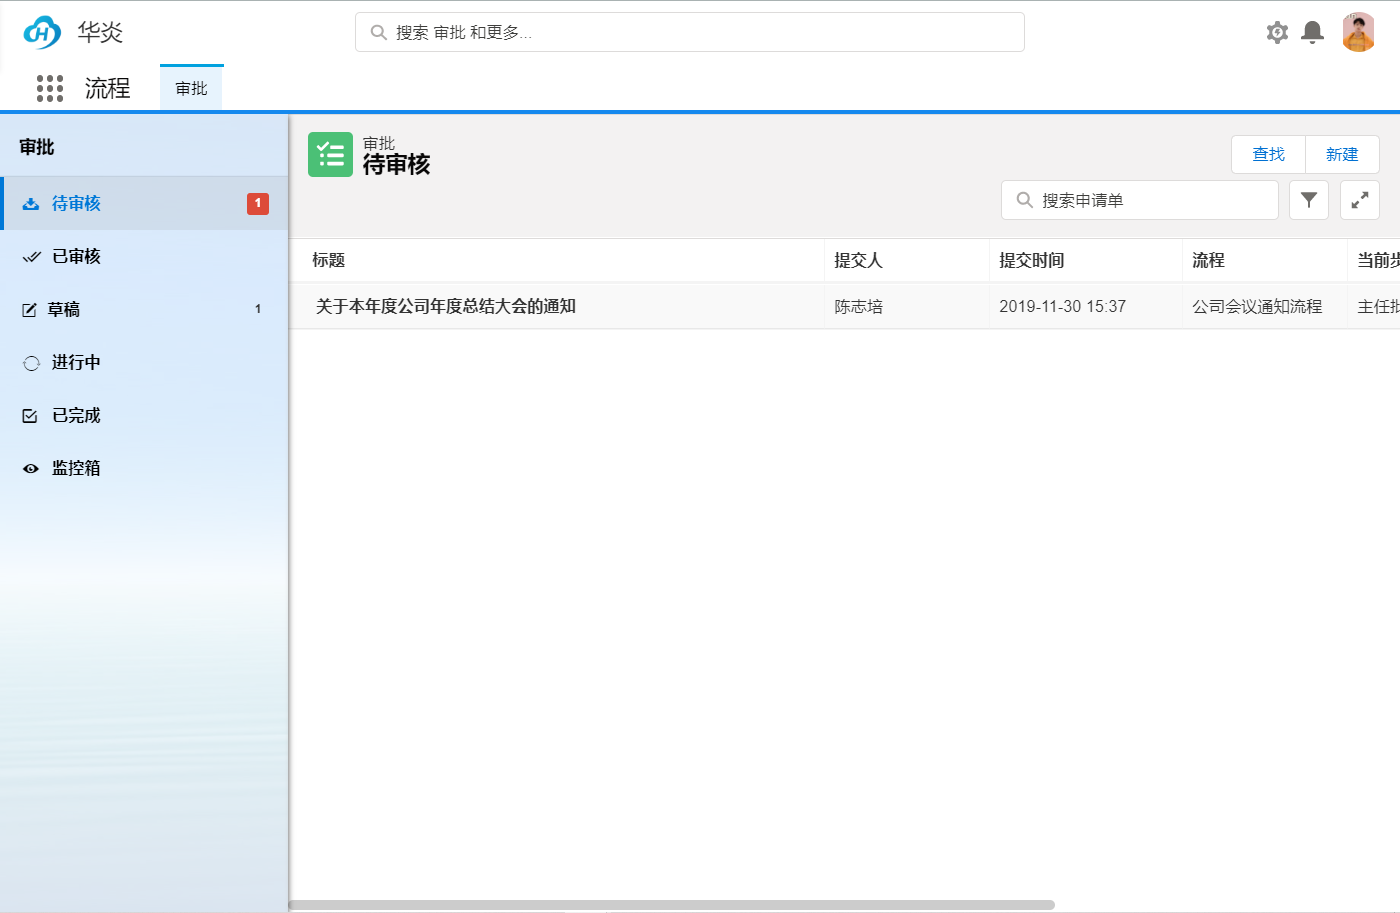 华炎
搜索 审批 和更多...
流程
审批
审批
待审核
1
已审核
草稿
1
进行中
已完成
监控箱
审批
待审核
查找
新建
搜索申请单
标题
提交人
提交时间
流程
当前步
关于本年度公司年度总结大会的通知
陈志培
2019-11-30 15:37
公司会议通知流程
主任批